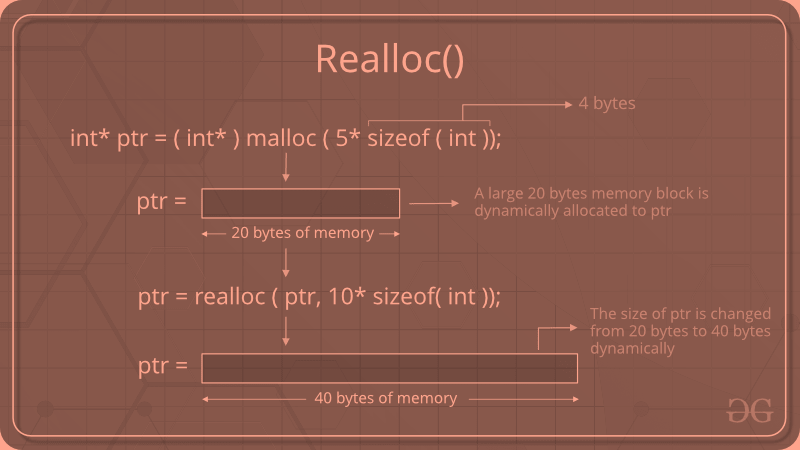 Realloc()
4 bytes
int* ptr = ( int* ) malloc ( 5* sizeof ( int ));
ptr =
A large 20 bytes memory block is
dynamically allocated to ptr
20 bytes of memory
ptr = realloc ( ptr, 10* sizeof( int ));
The size of ptr is changed
from 20 bytes to 40 bytes
dynamically
ptr =
40 bytes of memory